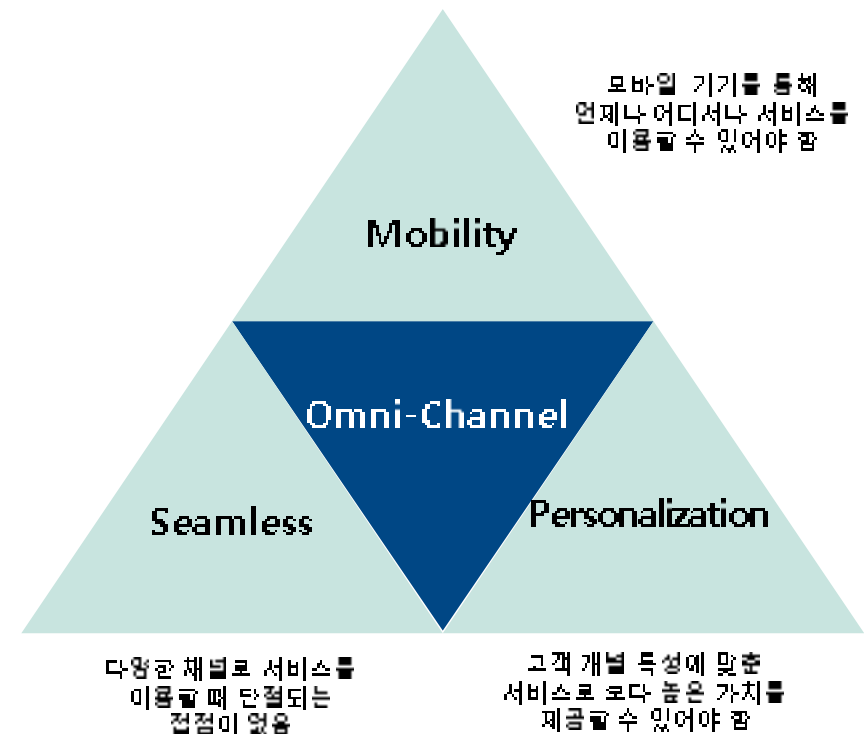 모바일 기기를 통해
언제나 어디서나 서비스를
이용할 수 있어야 함
Mobility
Omni-Channel
Seamless
Personalization
다양한 채널로 서비스를
이용할 때 단절되는
접점이 없음
고객 개별 특성에 맞춘
서비스로 보다 높은 가치를
제공할 수 있어야 함